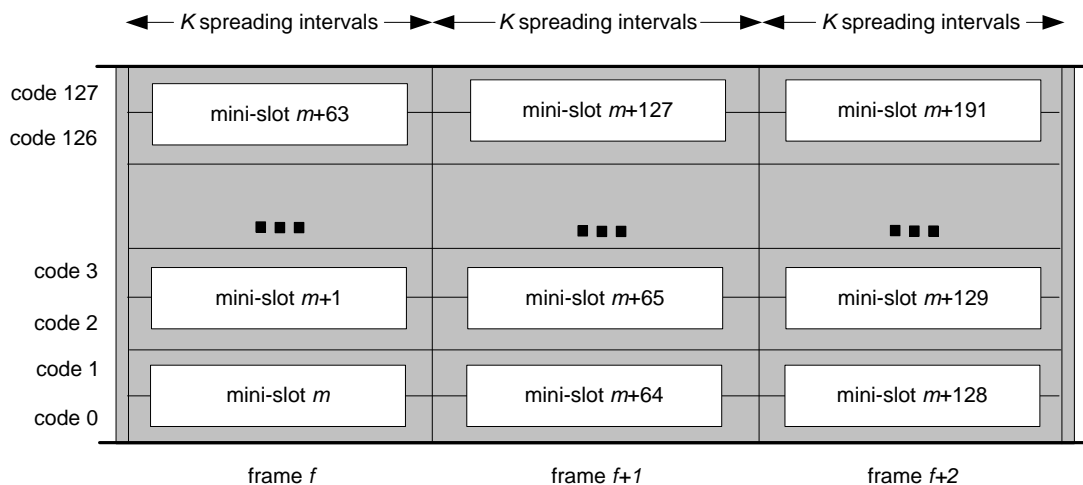 K spreading intervals K spreading intervals K spreading intervals
code 127
mini-slot m+63 mini-slot m+127 mini-slot m+191
code 126
code 3
mini-slot m+1 mini-slot m+65 mini-slot m+129
code 2
code 1
mini-slot m mini-slot m+64 mini-slot m+128
code 0
frame f frame f+1 frame f+2